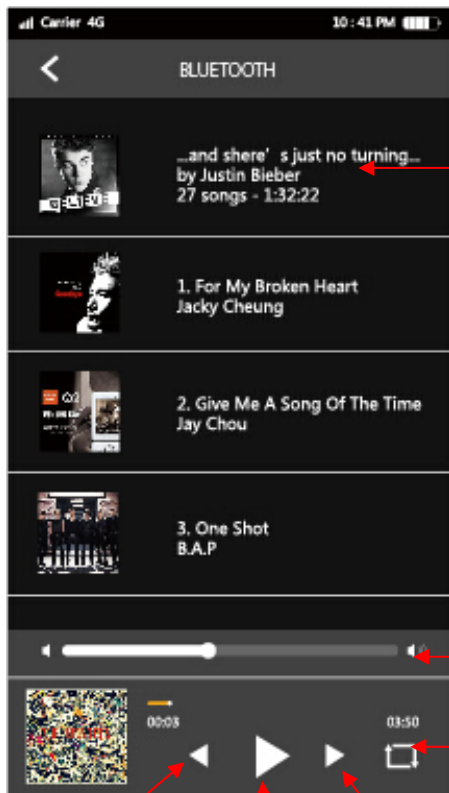 Carrier 4G
10:41 PM
BLUETOOTH
...and shere's just no turning...
by Justin Bieber
27 songs - 1:32:22
1. For My Broken Heart
Jacky Cheung
2. Give Me A Song Of The Time
Jay Chou
3. One Shot
B.A.P
00:03
03:50